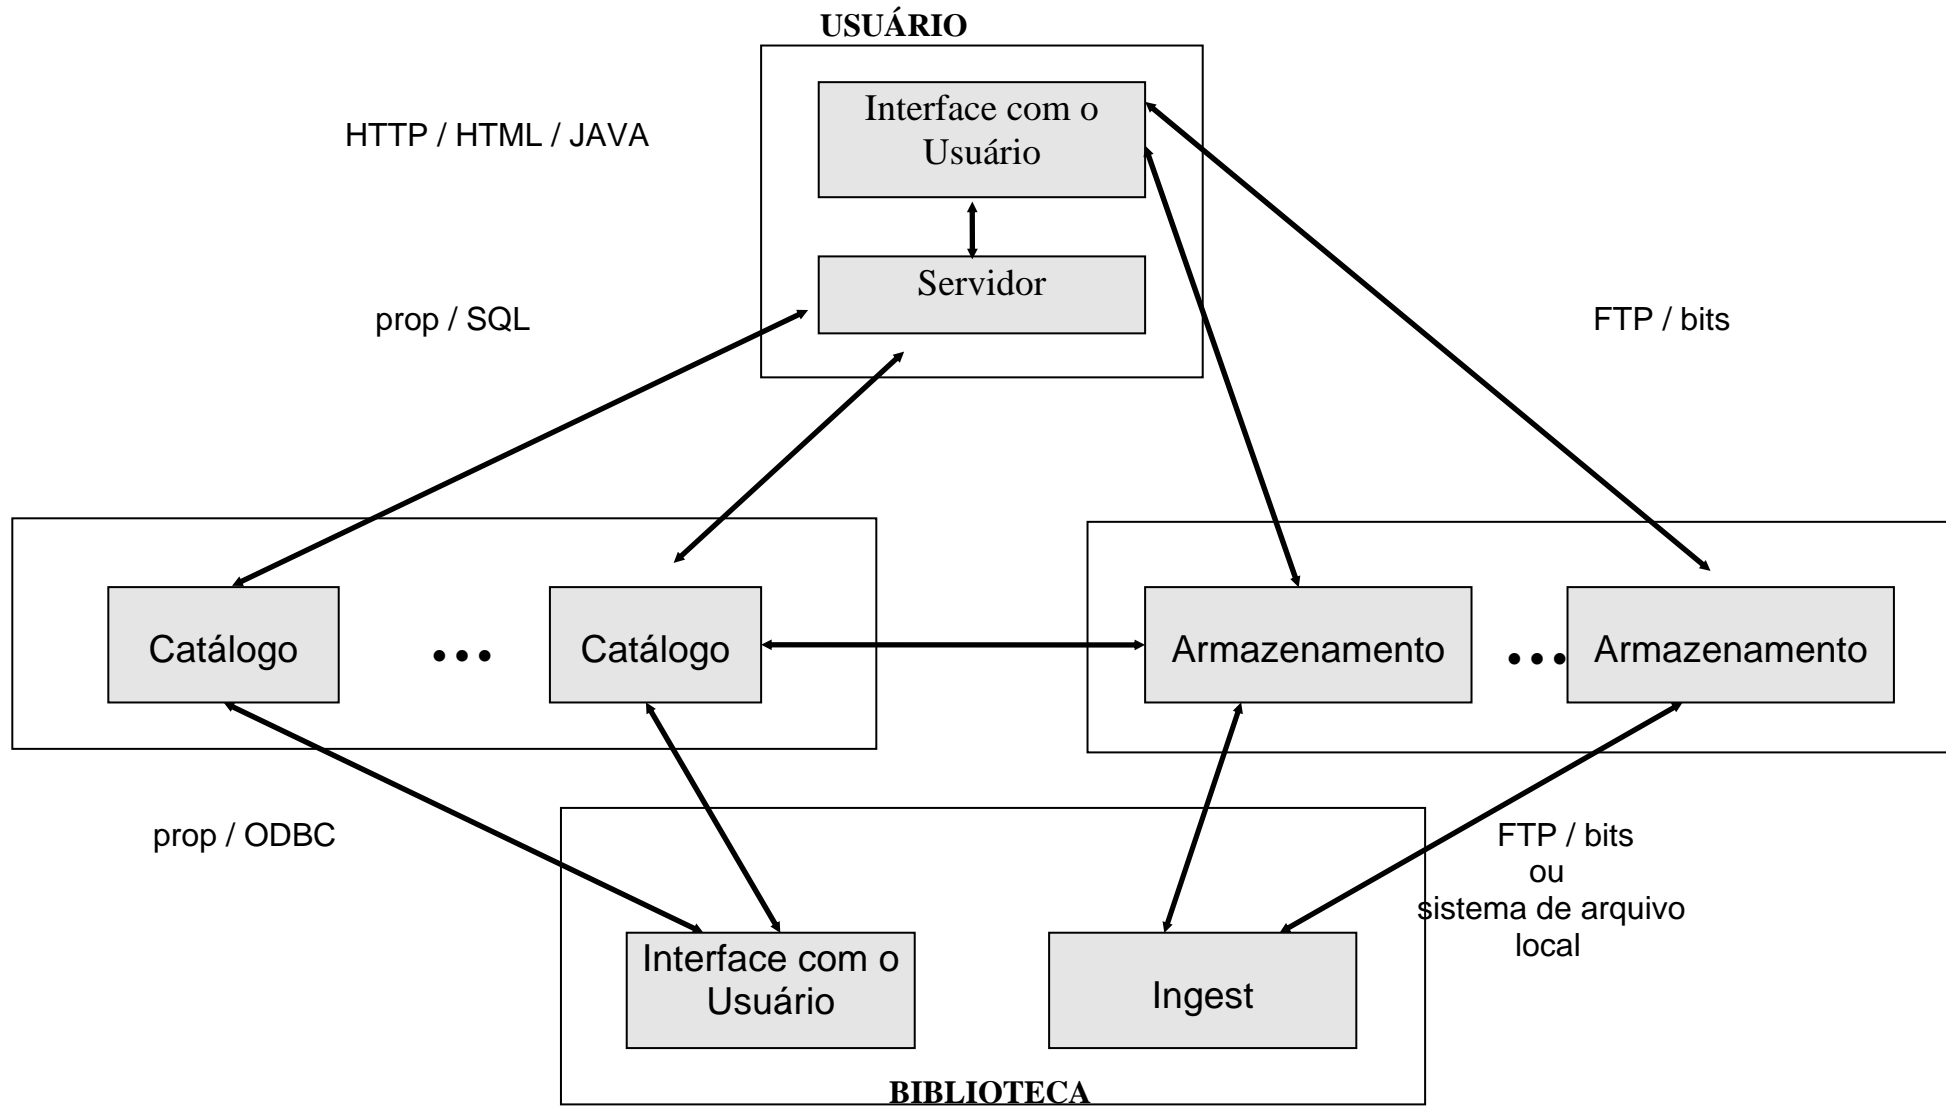 USUÁRIO
Interface com o
Usuário
HTTP / HTML / JAVA
Servidor
prop / SQL
FTP / bits
Catálogo
...
Catálogo
Armazenamento
...
Armazenamento
prop / ODBC
FTP / bits
ou
sistema de arquivo
local
Interface com o
Usuário
Ingest
BIBLIOTECA